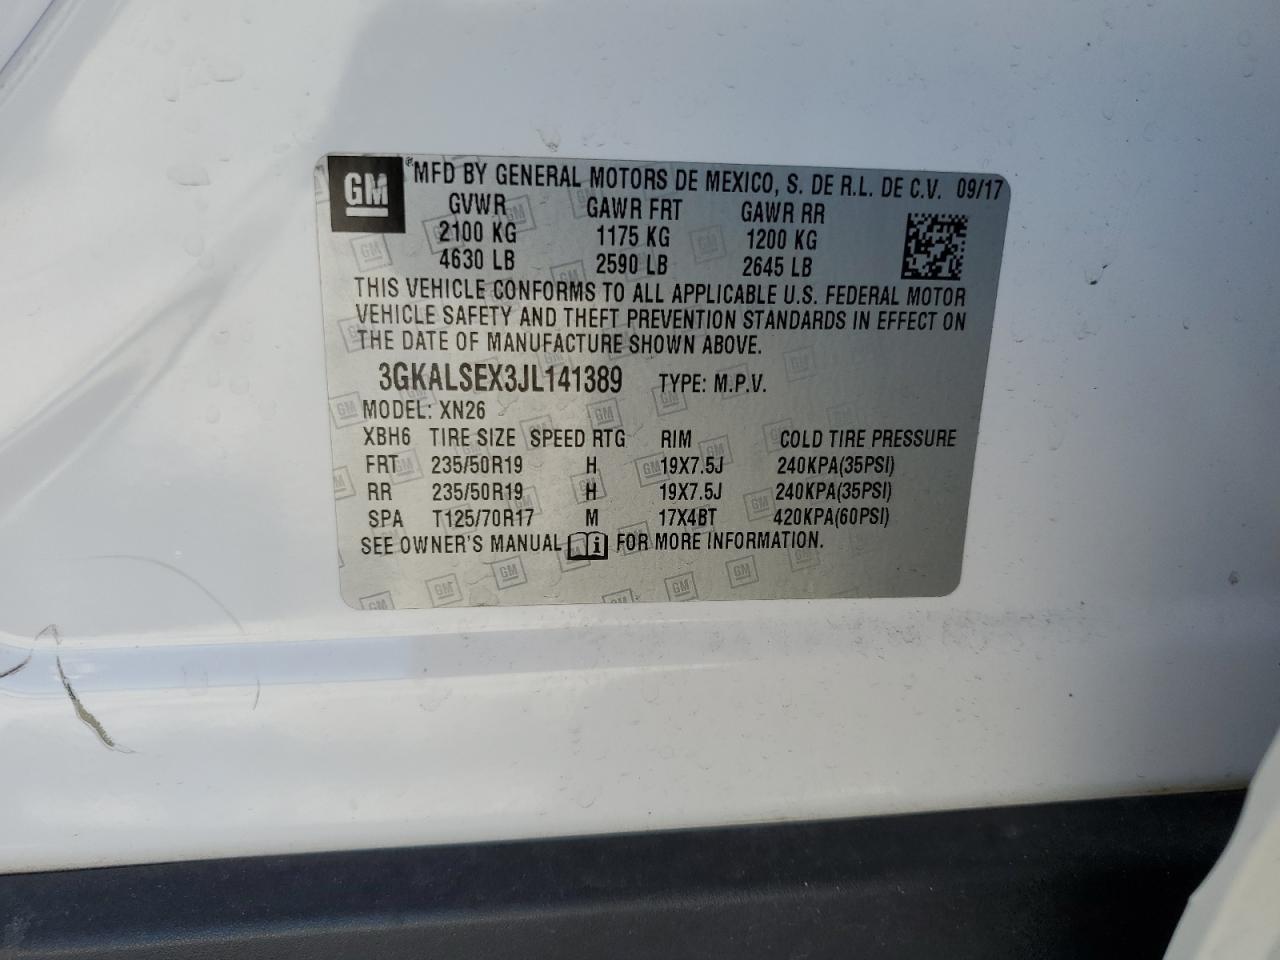 GM ® MFD BY GENERAL MOTORS DE MEXICO, S. DE R.L. DE C.V. 09/17
GVWR GAWR FRT GAWR RR
2100 KG 1175 KG 1200 KG
4630 LB 2590 LB 2645 LB
THIS VEHICLE CONFORMS TO ALL APPLICABLE U.S. FEDERAL MOTOR
VEHICLE SAFETY AND THEFT PREVENTION STANDARDS IN EFFECT ON
THE DATE OF MANUFACTURE SHOWN ABOVE.
3GKALSEX3JL141389 TYPE: M.P.V.
MODEL: XN26
XBH6 TIRE SIZE SPEED RTG RIM COLD TIRE PRESSURE
FRT 235/50R19 H 19X7.5J 240KPA(35PSI)
RR 235/50R19 H 19X7.5J 240KPA(35PSI)
SPA T125/70R17 M 17X4BT 420KPA(60PSI)
SEE OWNER'S MANUAL i FOR MORE INFORMATION.